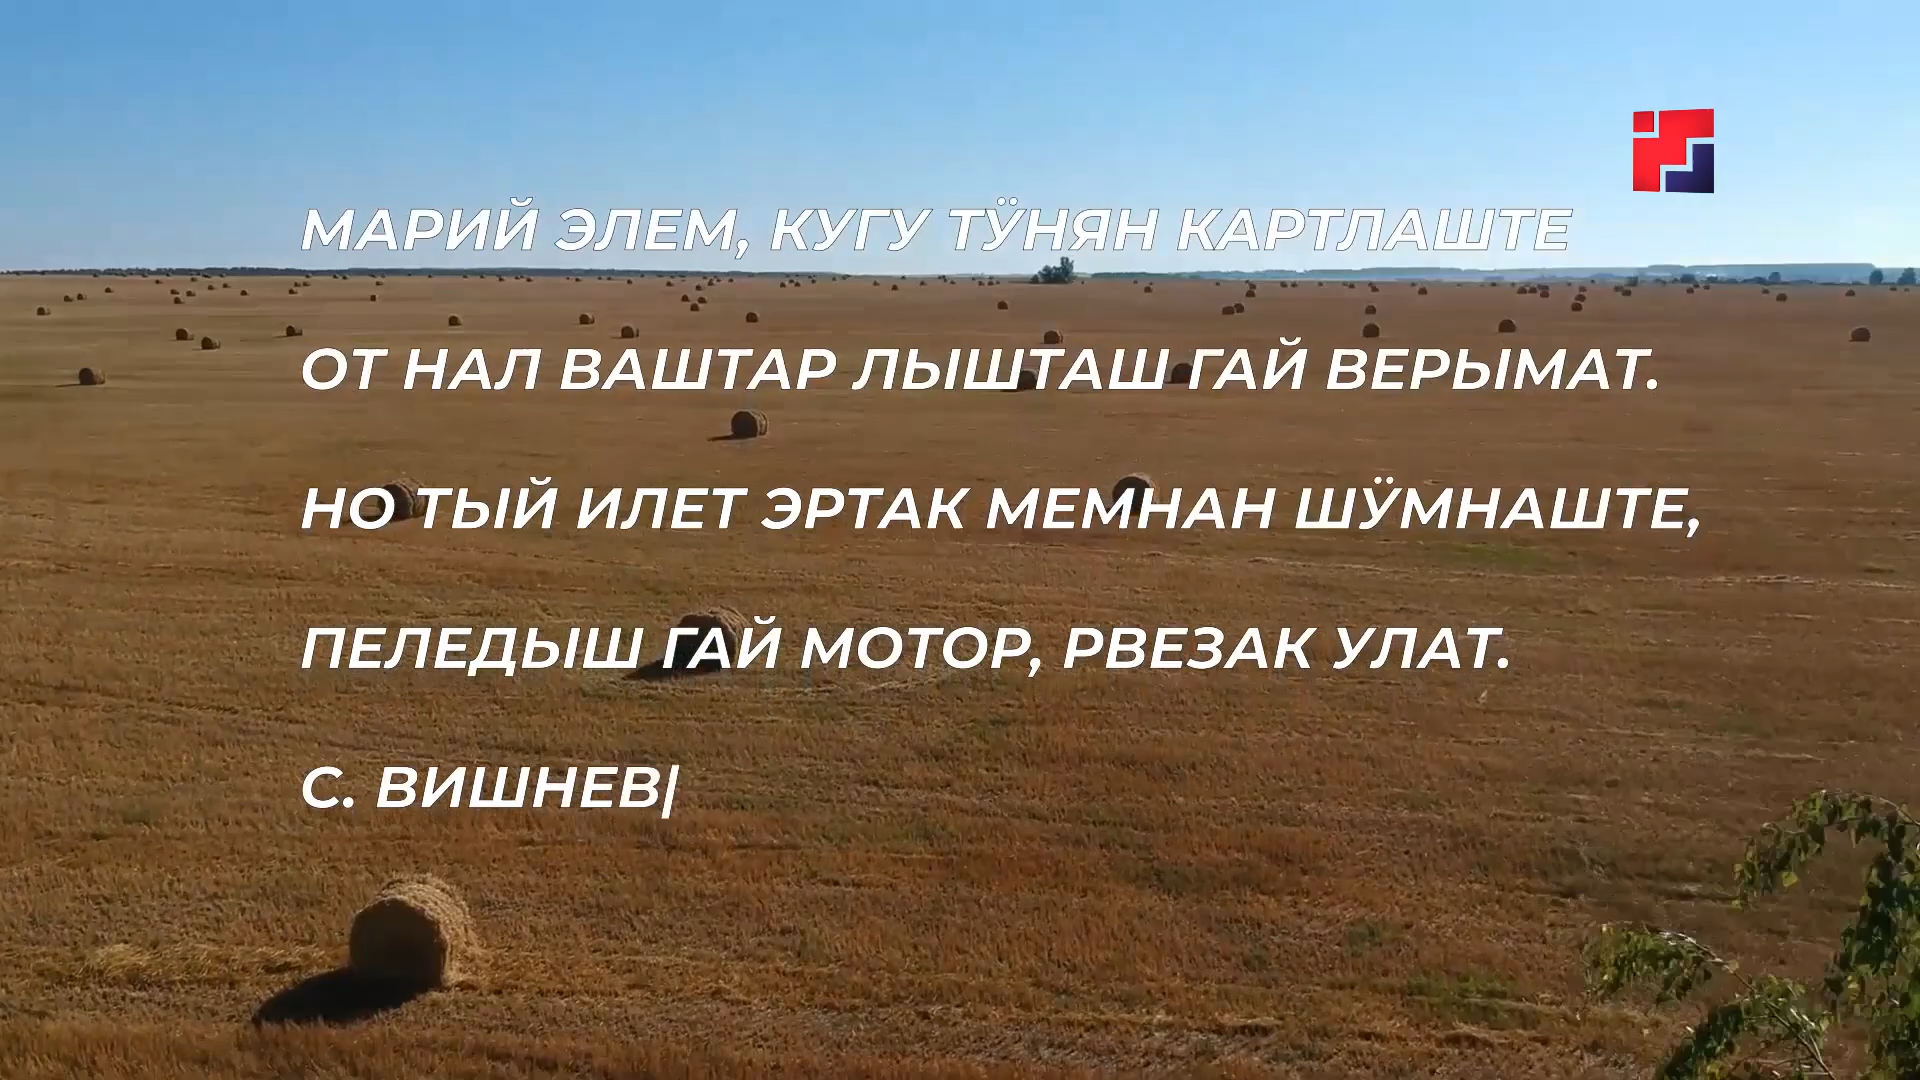 МАРИЙ ЭЛЕМ, КУГУ ТӰНЯН КАРТЛАШТЕ
ОТ НАЛ ВАШТАР ЛЫШТАШ ГАЙ ВЕРЫМАТ.
НО ТЫЙ ИЛЕТ ЭРТАК МЕМНАН ШӰМНАШТЕ,
ПЕЛЕДЫШ ГАЙ МОТОР, РВЕЗАК УЛАТ.
С. ВИШНЕВ|